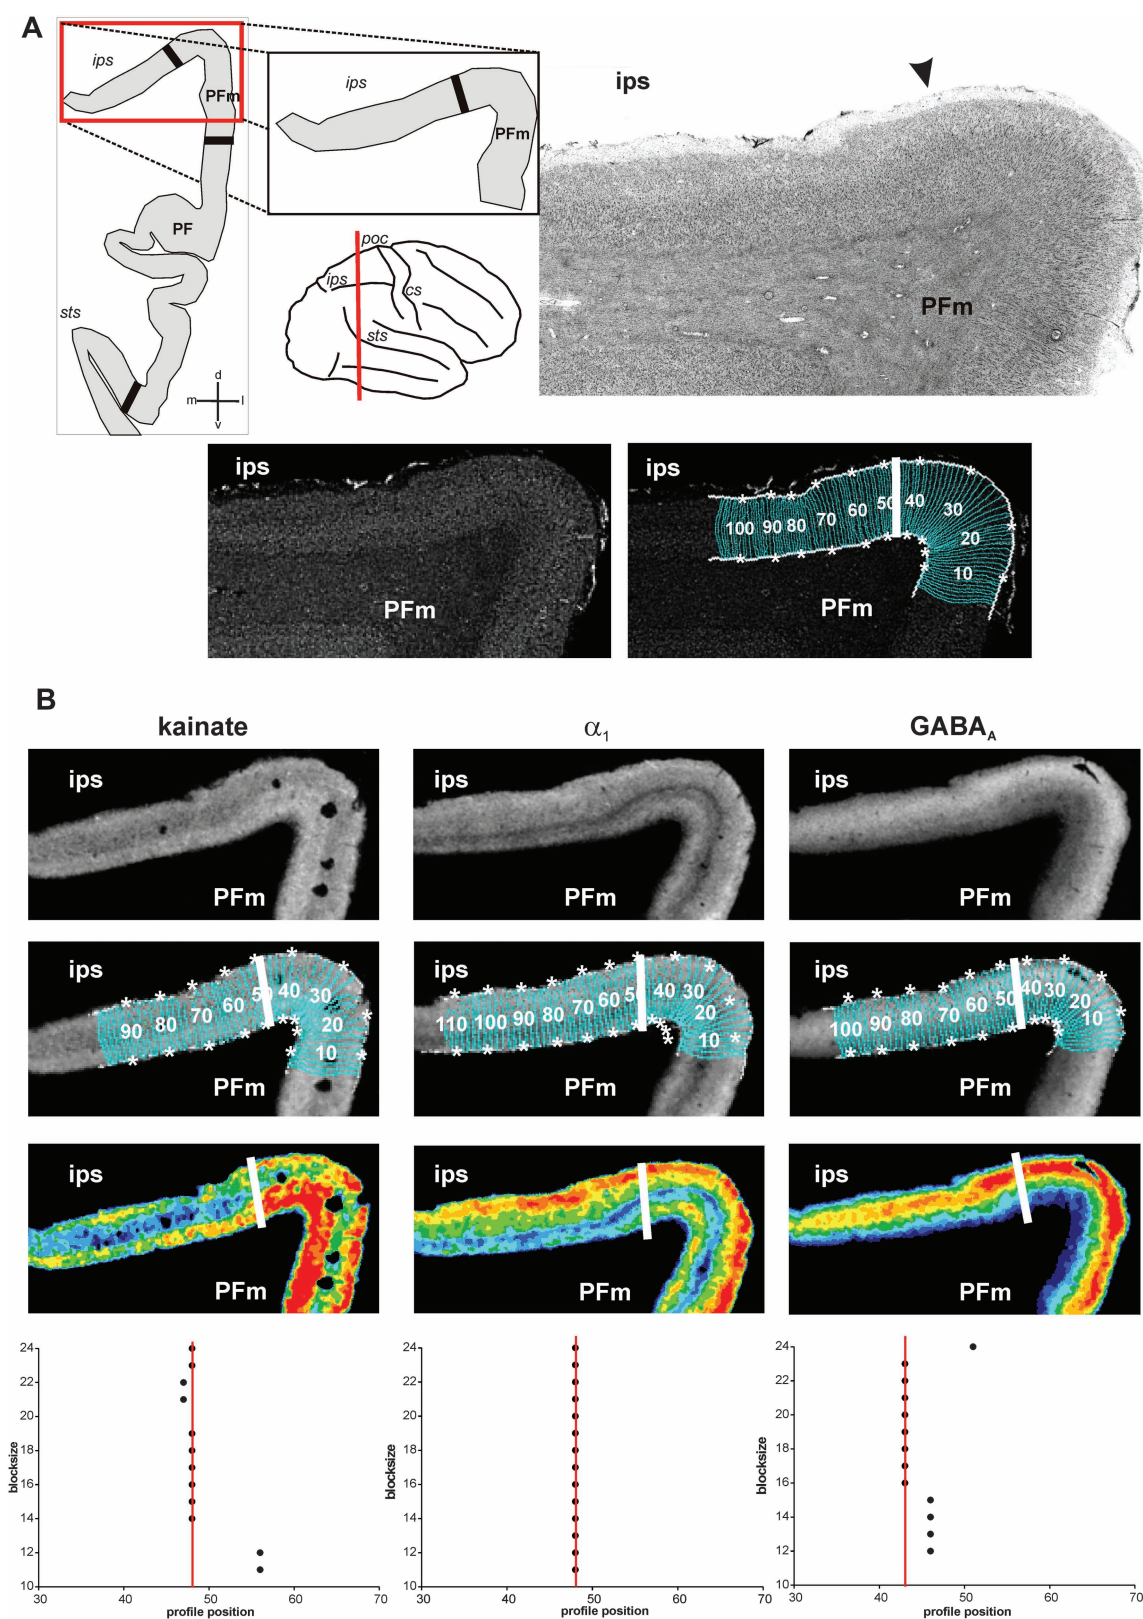 A
ips
PFm
PF
sts
d
m l
v
ips
PFm
poc
ips
cs
sts
ips
PFm
ips
PFm
ips
100 90 80 70 60 50 40 30 20 10
PFm
B
kainate α1 GABAA
ips ips ips
PFm PFm PFm
ips ips ips
90 80 70 60 50 40 30 20 10
110 100 90 80 70 60 50 40 30 20 10
100 90 80 70 60 50 40 30 20 10
PFm PFm PFm
ips ips ips
PFm PFm PFm
24
22
20
18
16
14
12
10
blocksize
30 40 50 60 70
profile position
24
22
20
18
16
14
12
10
blocksize
30 40 50 60 70
profile position
24
22
20
18
16
14
12
10
blocksize
30 40 50 60 70
profile position